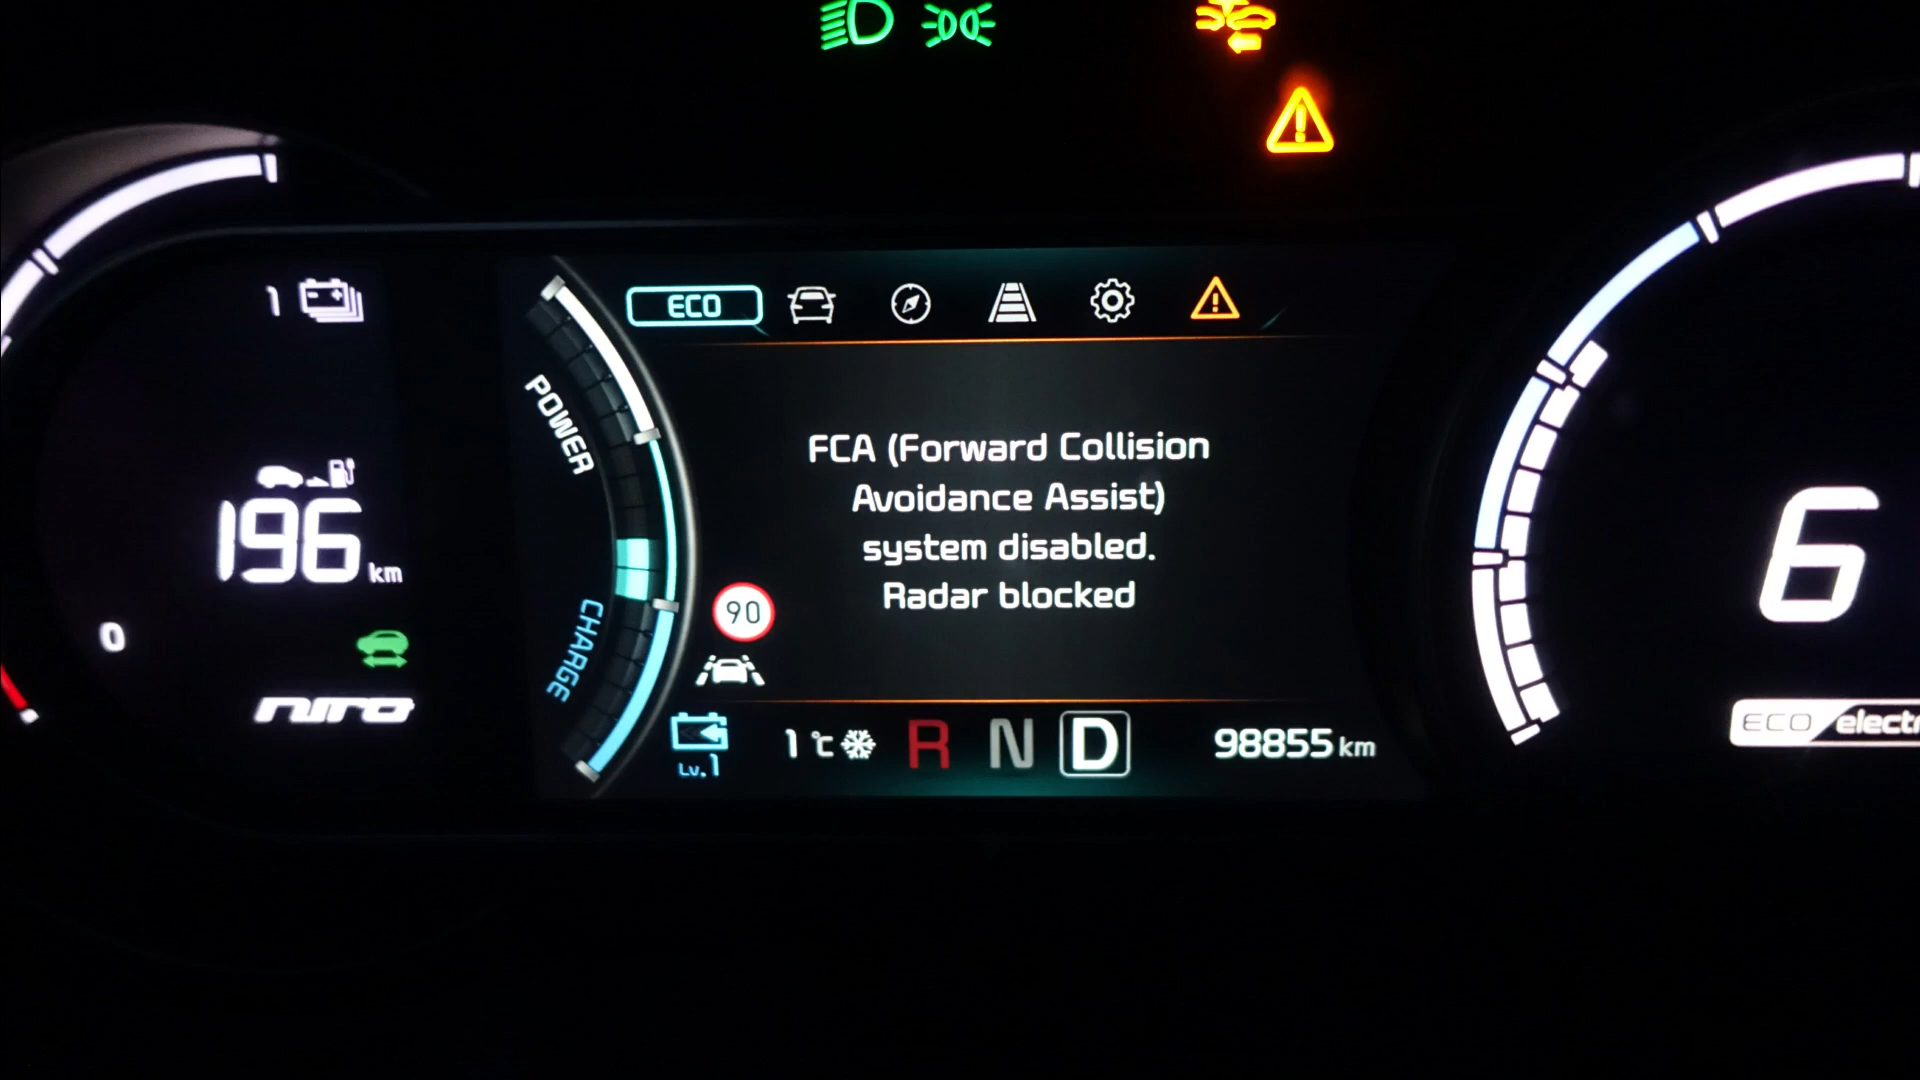 1
196 km
0
niro
POWER
CHARGE
ECO
FCA (Forward Collision
Avoidance Assist)
system disabled.
Radar blocked
90
Lv.1
1 ℃ R N D 98855 km
6
ECO electr